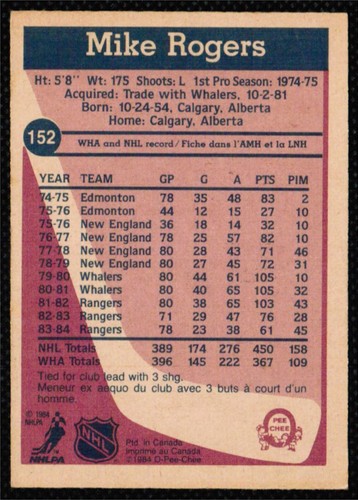 Mike Rogers
Ht: 5'8" Wt: 175 Shoots: L 1st Pro Season: 1974-75
Acquired: Trade with Whalers, 10-2-81
Born: 10-24-54, Calgary, Alberta
Home: Calgary, Alberta
152
WHA and NHL record/Fiche dans l'AMH et la LNH
YEAR TEAM GP G A PTS PIM
74-75 Edmonton 78 35 48 83 2
75-76 Edmonton 44 12 15 27 10
75-76 New England 36 18 14 32 10
76-77 New England 78 25 57 82 10
77-78 New England 80 28 43 71 46
78-79 New England 80 27 45 72 31
79-80 Whalers 80 44 61 105 10
80-81 Whalers 80 40 65 105 32
81-82 Rangers 80 38 65 103 43
82-83 Rangers 71 29 47 76 28
83-84 Rangers 78 23 38 61 45
NHL Totals 389 174 276 450 158
WHA Totals 396 145 222 367 109
Tied for club lead with 3 shg.
Meneur ex aequo du club avec 3 buts à court d'un
homme.
© 1984
NHLPA
NHLPA
NHL
Ptd. in Canada
Imprimé au Canada
©1984 O-Pee-Chee
O
PEE
CHEE